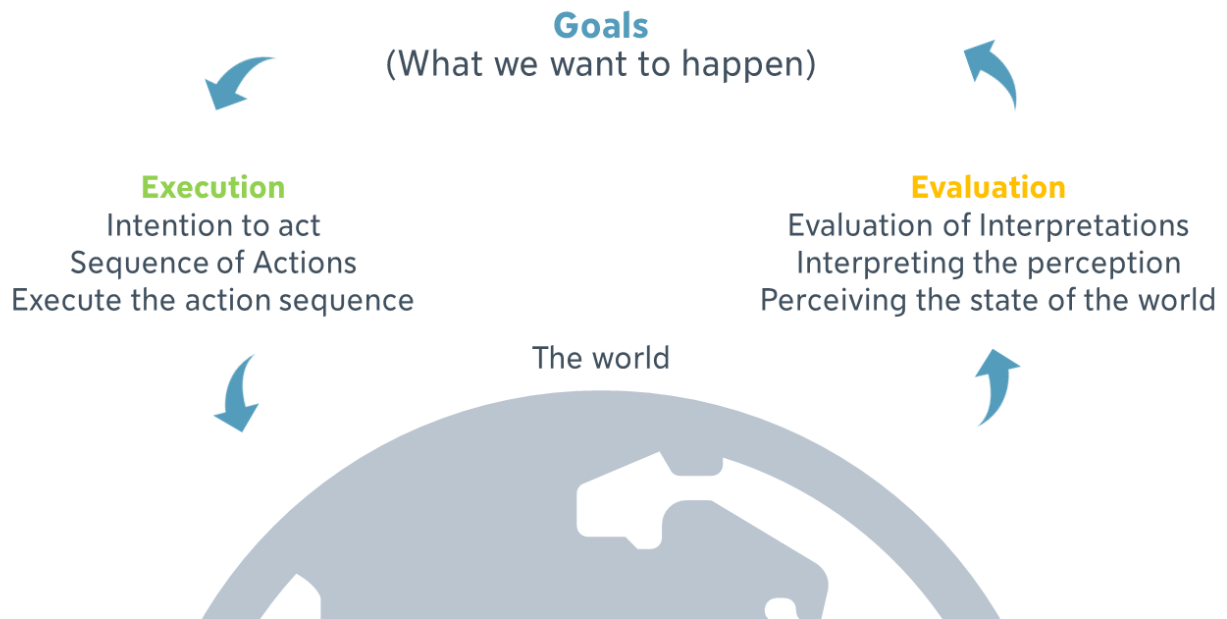 Goals
(What we want to happen)
Execution
Intention to act
Sequence of Actions
Execute the action sequence
Evaluation
Evaluation of Interpretations
Interpreting the perception
Perceiving the state of the world
The world